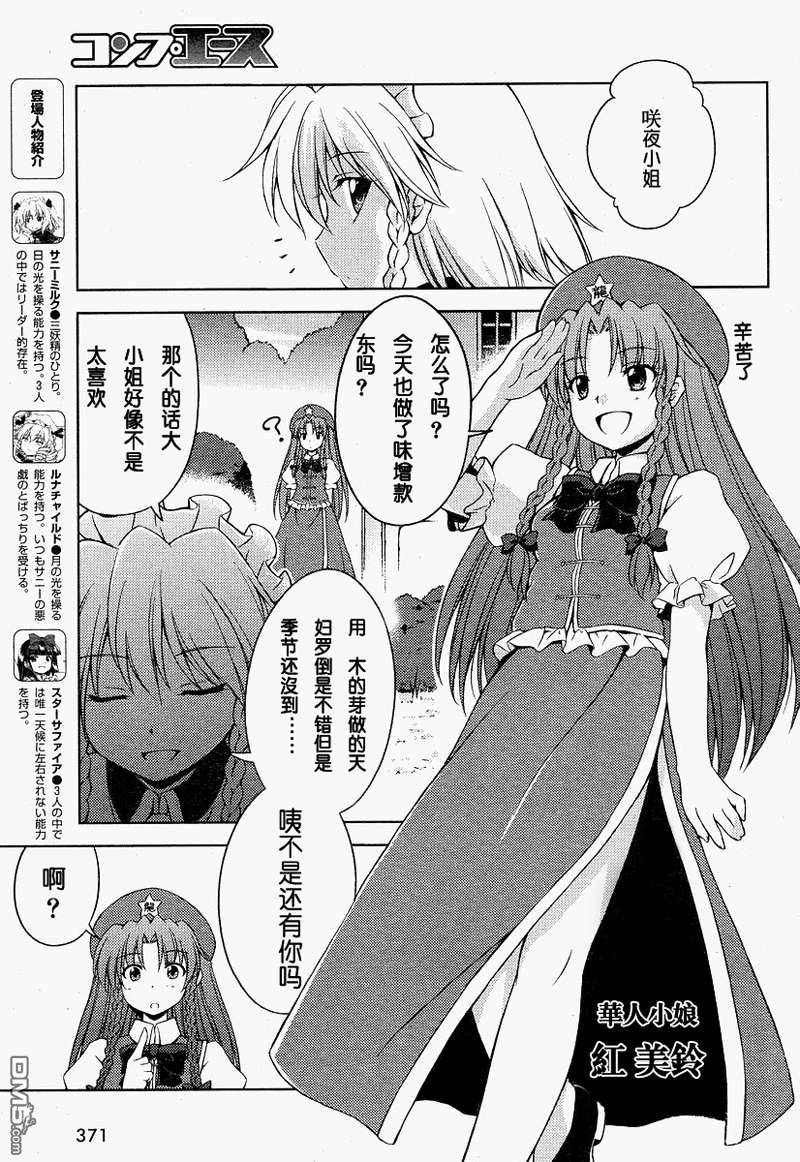 コンプエース
登場人物紹介
サニーミルク●三妖精のひとり。
日の光を操る能力を持つ。3人
の中ではリーダー的存在。
ルナチャイルド●月の光を操る
能力を持つ。いつもサニーの悪
戯のとばっちりを受ける。
スターサファイア●3人の中で
は唯一天候に左右されない能力
を持つ。
咲夜小姐
辛苦了
怎么了吗？
今天也做了味增款
东吗？
那个的话大
小姐好像不是
太喜欢
用 木的芽做的天
妇罗倒是不错但是
季节还沒到……
咦不是还有你吗
啊？
龍
龍
華人小娘
紅 美鈴
371
DM5.com